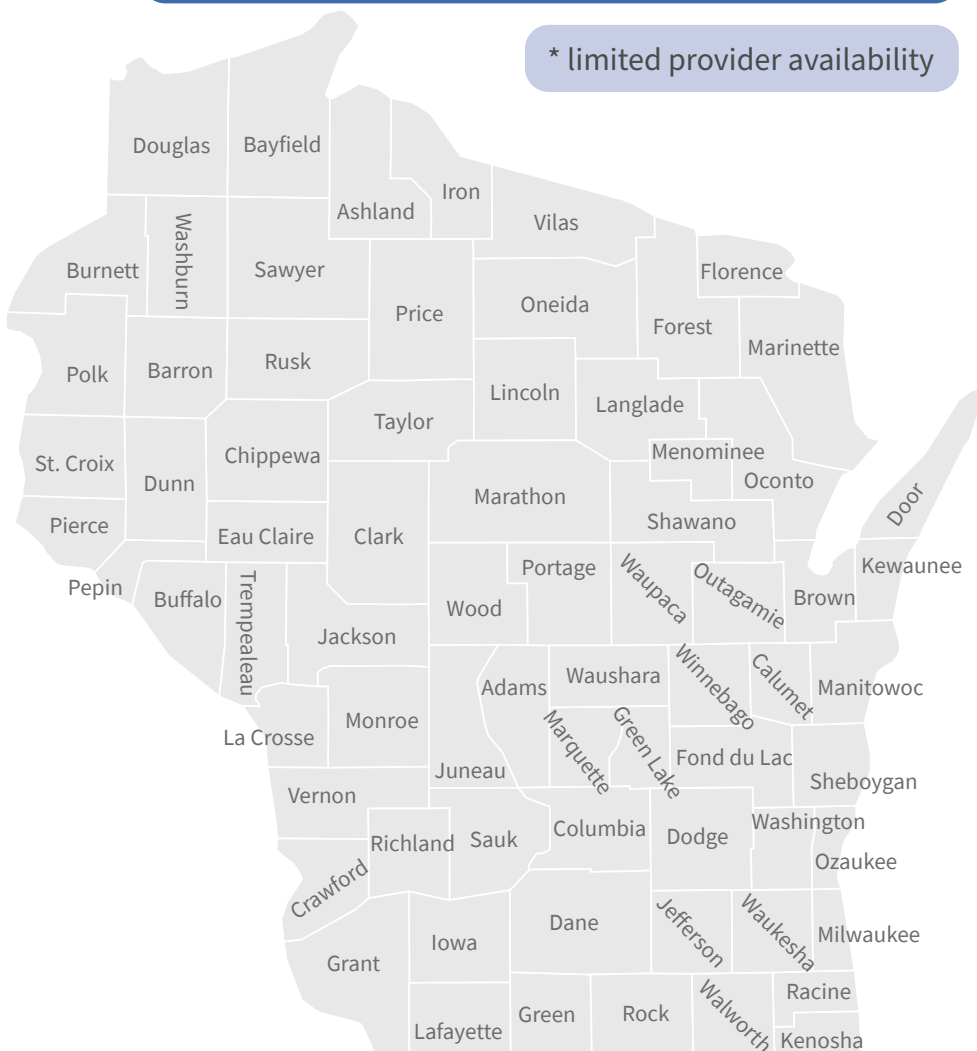 * limited provider availability
Douglas
Bayfield
Iron
Ashland
Vilas
Washburn
Burnett
Sawyer
Florence
Price
Oneida
Forest
Marinette
Rusk
Polk
Barron
Lincoln
Langlade
Taylor
Menominee
Chippewa
St. Croix
Dunn
Oconto
Marathon
Door
Shawano
Pierce
Eau Claire
Clark
Kewaunee
Portage
Waupaca
Outagamie
Pepin
Buffalo
Trempealeau
Wood
Brown
Jackson
Adams
Waushara
Winnebago
Calumet
Manitowoc
Monroe
La Crosse
Marquette
Green Lake
Fond du Lac
Juneau
Sheboygan
Vernon
Washington
Columbia
Dodge
Richland
Sauk
Ozaukee
Crawford
Dane
Jefferson
Waukesha
Milwaukee
Iowa
Grant
Racine
Green
Rock
Walworth
Lafayette
Kenosha